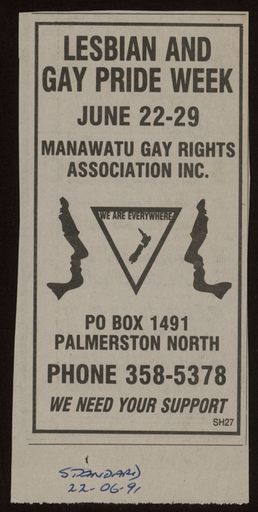 LESBIAN AND
GAY PRIDE WEEK
JUNE 22-29
MANAWATU GAY RIGHTS
ASSOCIATION INC.
WE ARE EVERYWHERE
PO BOX 1491
PALMERSTON NORTH
PHONE 358-5378
WE NEED YOUR SUPPORT
SH27
STANDARD
22-06-91